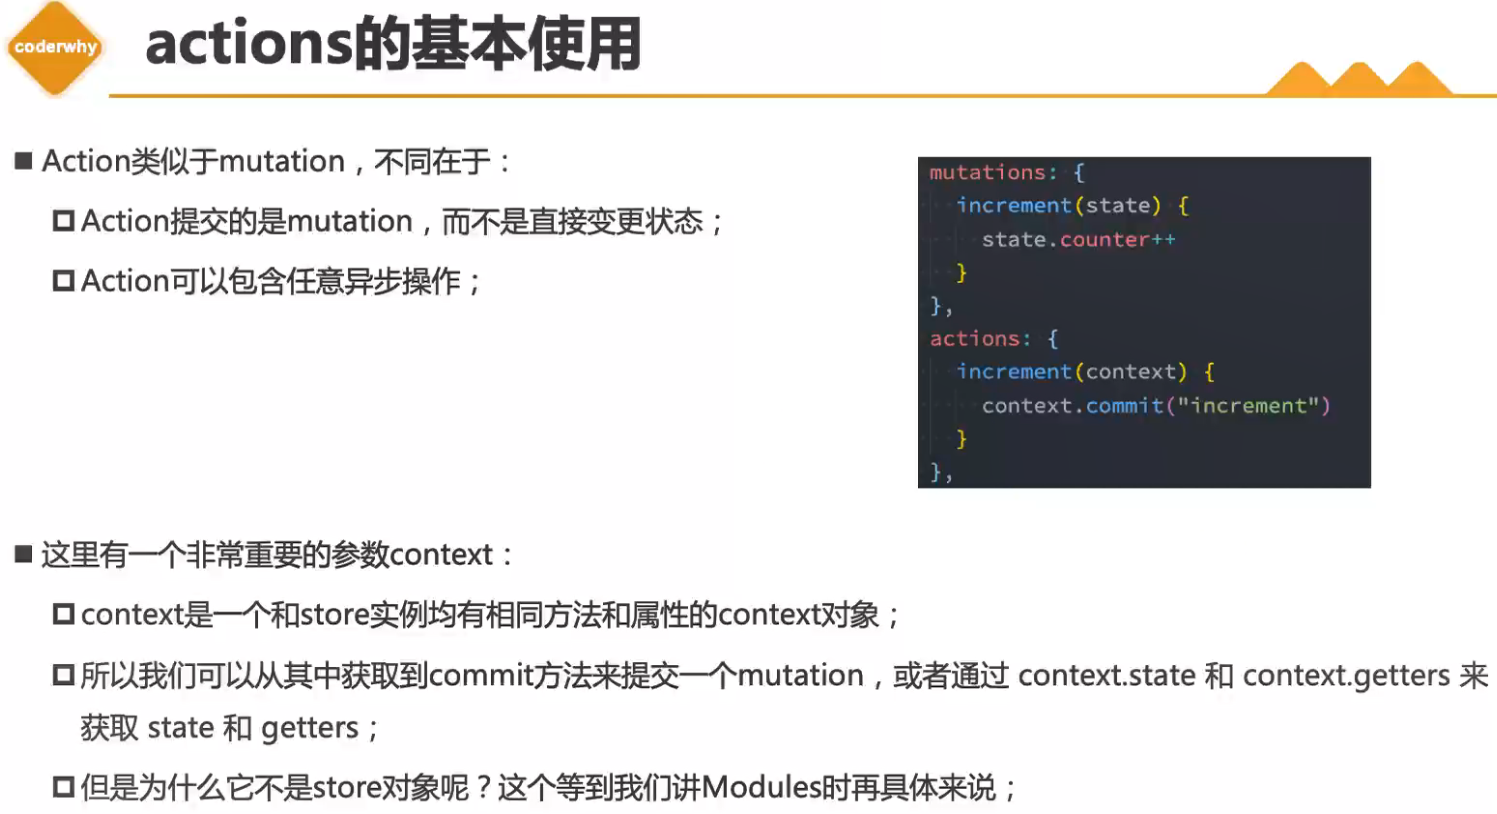 coderwhy
actions的基本使用
Action类似于mutation，不同在于：
Action提交的是mutation，而不是直接变更状态；
Action可以包含任意异步操作；
mutations: {
increment(state) {
state.counter++
}
},
actions: {
increment(context) {
context.commit("increment")
}
},
这里有一个非常重要的参数context：
context是一个和store实例均有相同方法和属性的context对象；
所以我们可以从其中获取到commit方法来提交一个mutation，或者通过 context.state 和 context.getters 来
获取 state 和 getters；
但是为什么它不是store对象呢？这个等到我们讲Modules时再具体来说；